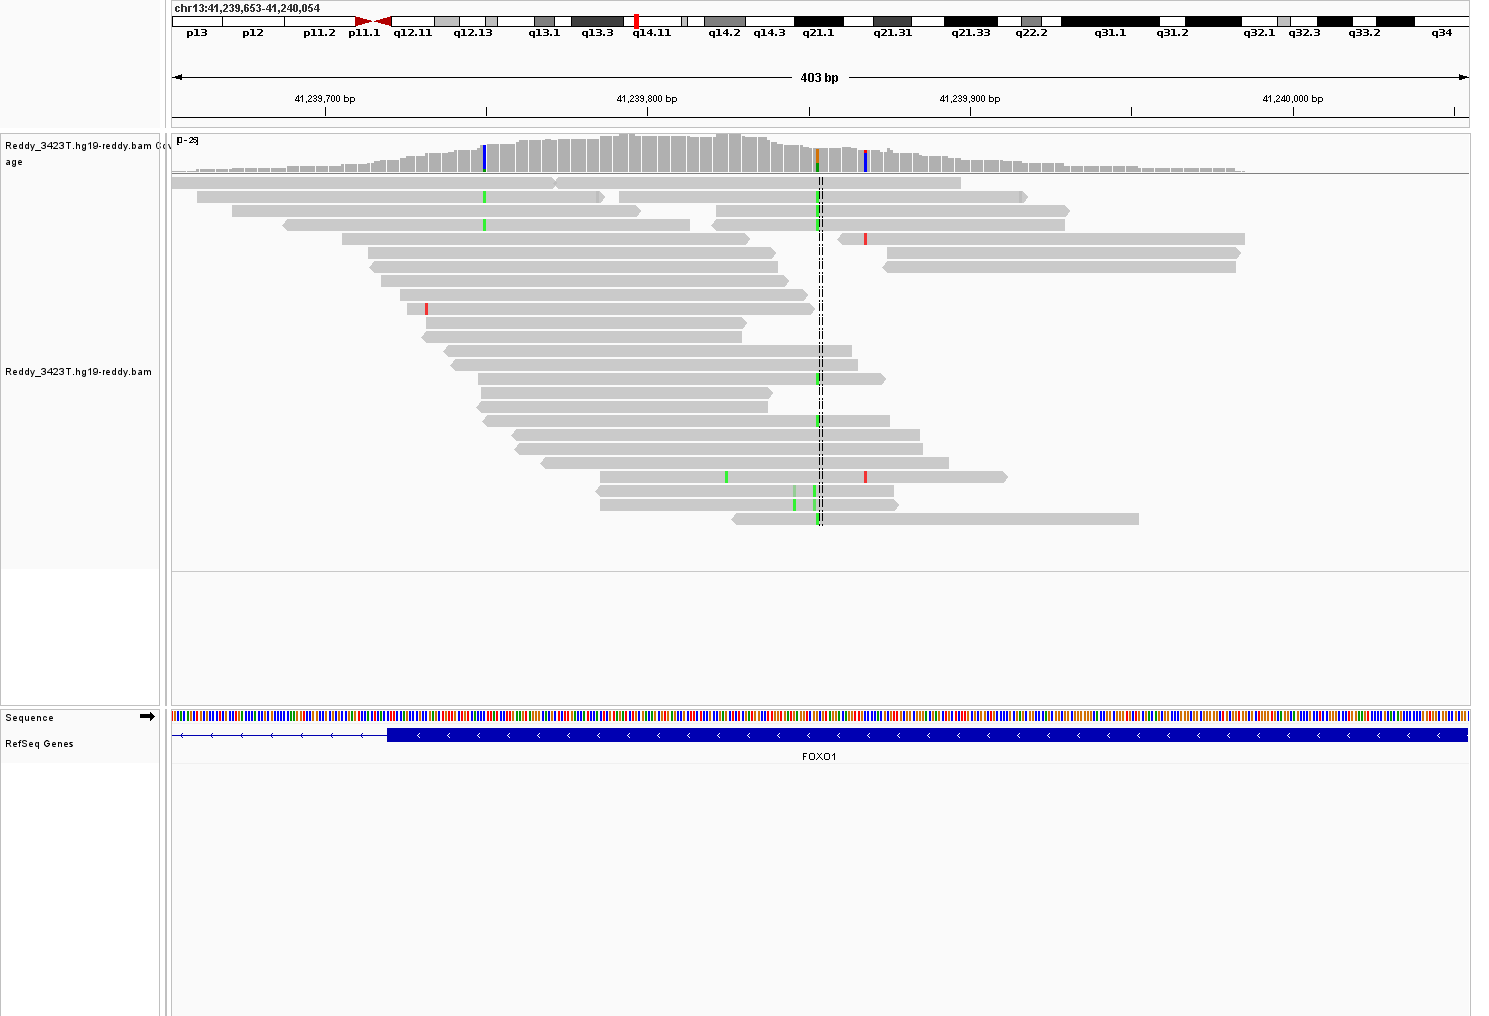 chr13:41,239,653-41,240,054
p13 p12 p11.2 p11.1 q12.11 q12.13 q13.1 q13.3 q14.11 q14.2 q14.3 q21.1 q21.31 q21.33 q22.2 q31.1 q31.2 q32.1 q32.3 q33.2 q34
403 bp
41,239,700 bp 41,239,800 bp 41,239,900 bp 41,240,000 bp
Reddy_3423T.hg19-reddy.bam Cov
age
[0-25]
Reddy_3423T.hg19-reddy.bam
Sequence
RefSeq Genes
FOXO1